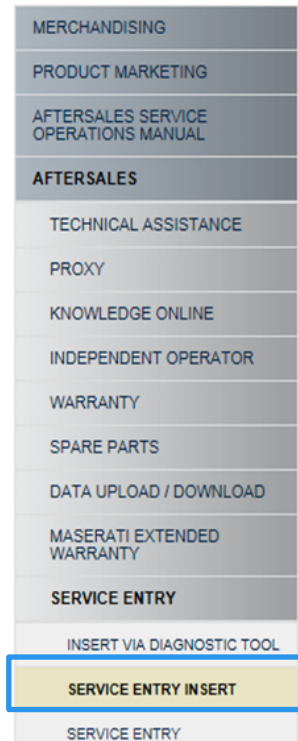 MERCHANDISING
PRODUCT MARKETING
AFTERSALES SERVICE
OPERATIONS MANUAL
AFTERSALES
TECHNICAL ASSISTANCE
PROXY
KNOWLEDGE ONLINE
INDEPENDENT OPERATOR
WARRANTY
SPARE PARTS
DATA UPLOAD / DOWNLOAD
MASERATI EXTENDED
WARRANTY
SERVICE ENTRY
INSERT VIA DIAGNOSTIC TOOL
SERVICE ENTRY INSERT
SERVICE ENTRY